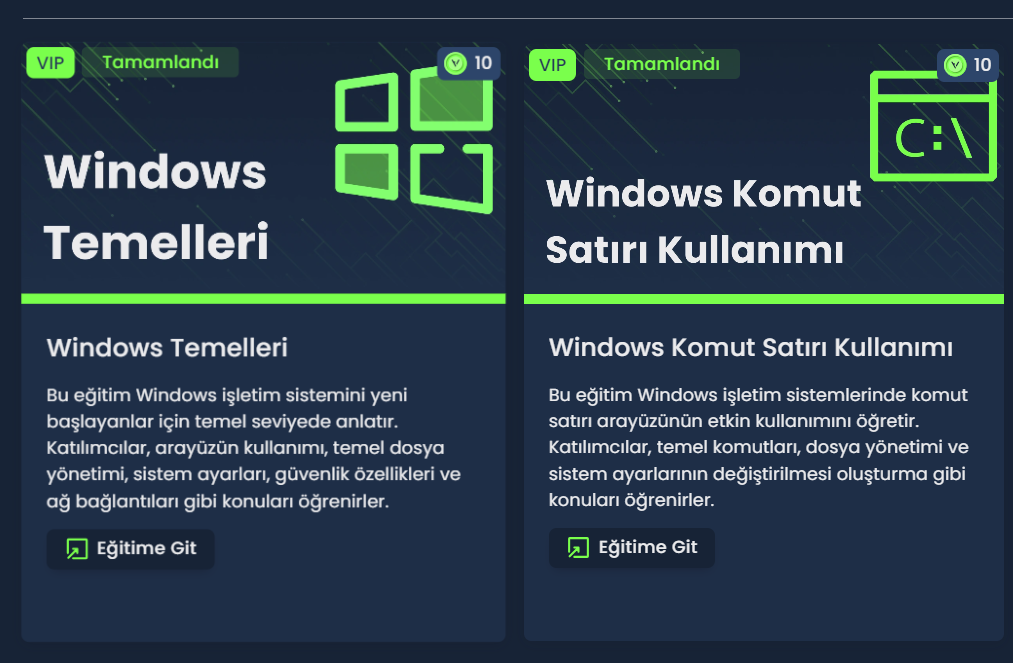 VIP
Tamamlandı
10
Windows
Temelleri
Windows Temelleri
Bu eğitim Windows işletim sistemini yeni
başlayanlar için temel seviyede anlatır.
Katılımcılar, arayüzün kullanımı, temel dosya
yönetimi, sistem ayarları, güvenlik özellikleri ve
ağ bağlantıları gibi konuları öğrenirler.
Eğitime Git
VIP
Tamamlandı
10
C:\
Windows Komut
Satırı Kullanımı
Windows Komut Satırı Kullanımı
Bu eğitim Windows işletim sistemlerinde komut
satırı arayüzünün etkin kullanımını öğretir.
Katılımcılar, temel komutları, dosya yönetimi ve
sistem ayarlarının değiştirilmesi oluşturma gibi
konuları öğrenirler.
Eğitime Git